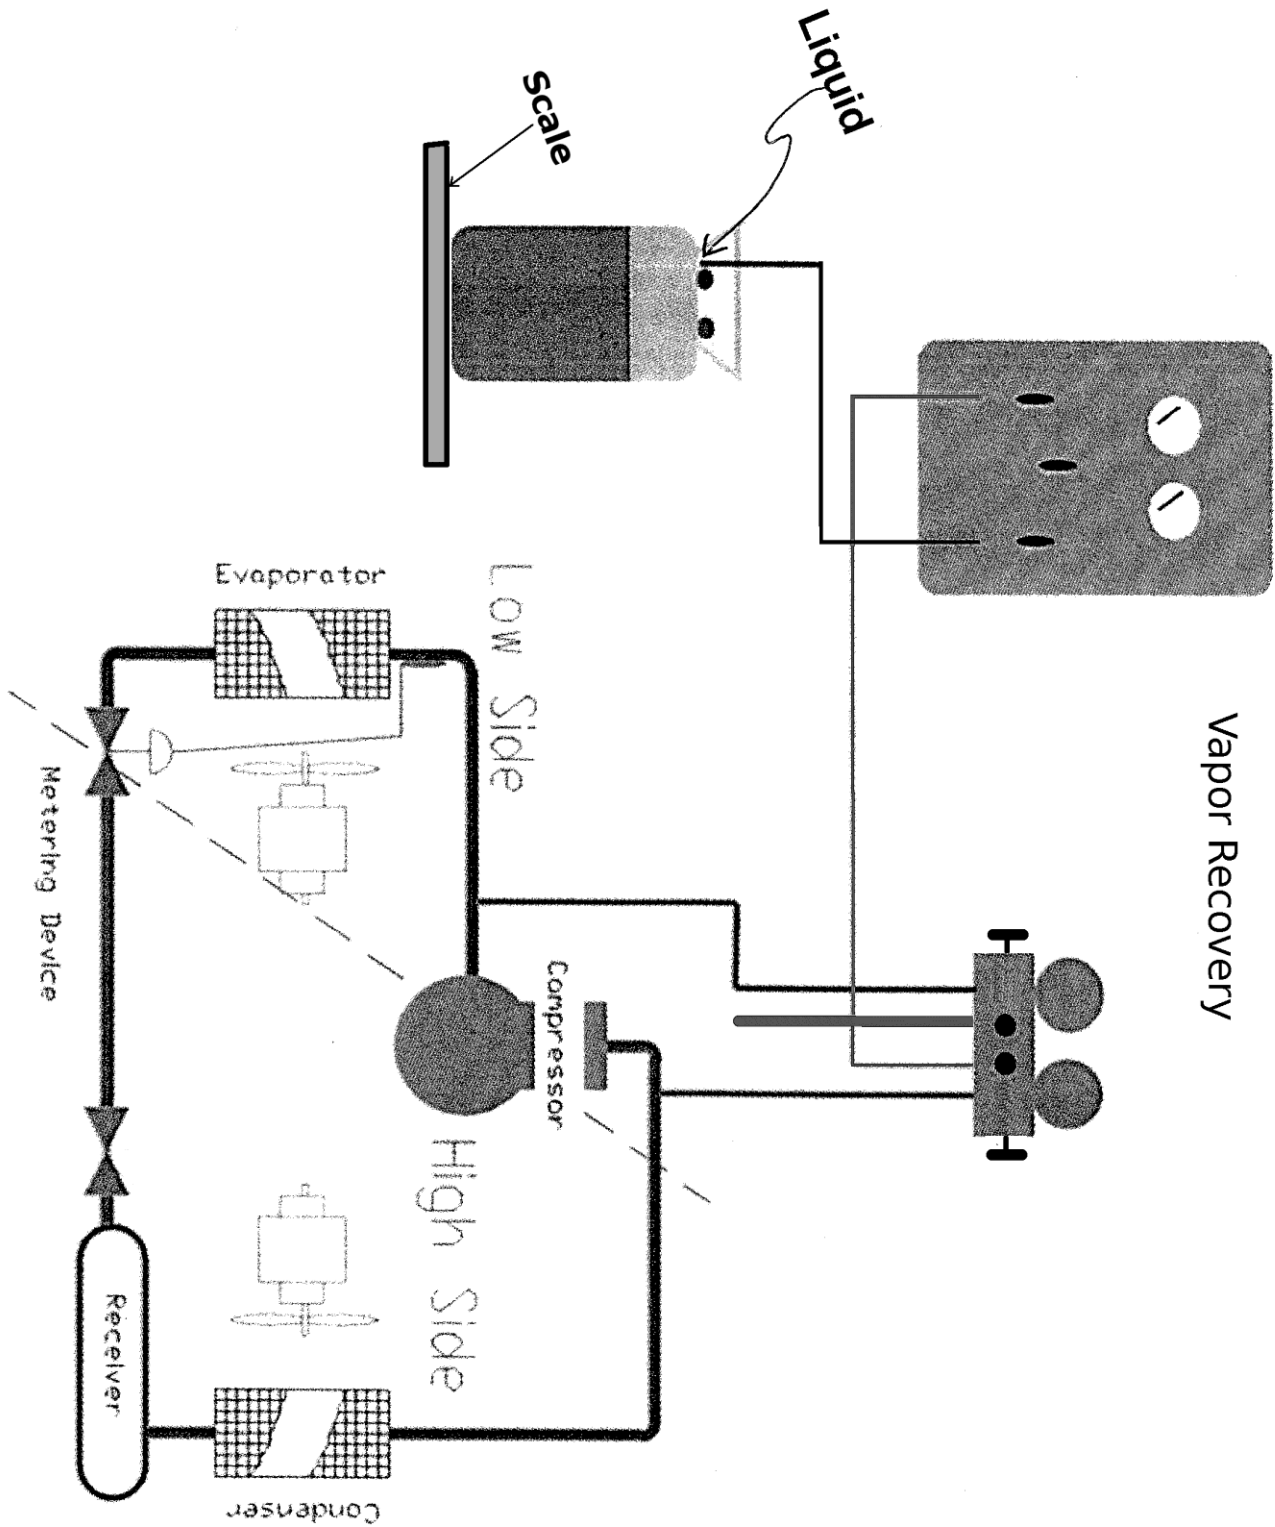 Vapor Recovery
Liquid
Scale
Low Side
Evaporator
Compressor
High Side
Metering Device
Receiver
Condenser